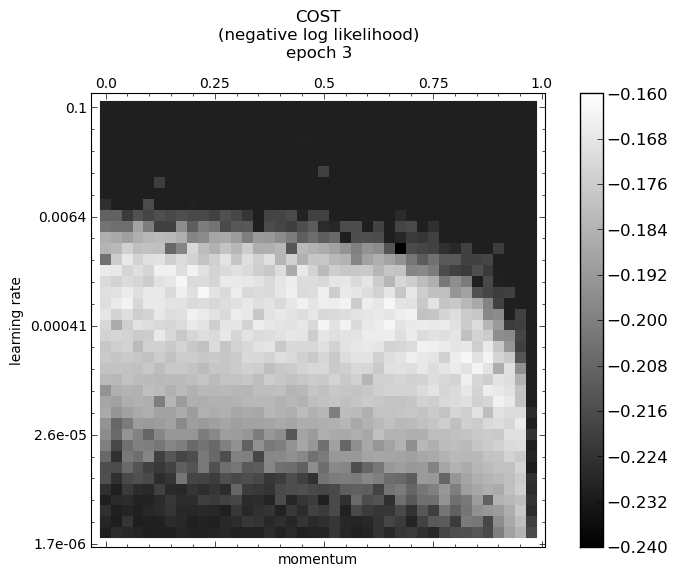 COST
(negative log likelihood)
epoch 3
0.0 0.25 0.5 0.75 1.0
0.1
0.0064
0.00041
2.6e-05
1.7e-06
learning rate
momentum
−0.160
−0.168
−0.176
−0.184
−0.192
−0.200
−0.208
−0.216
−0.224
−0.232
−0.240